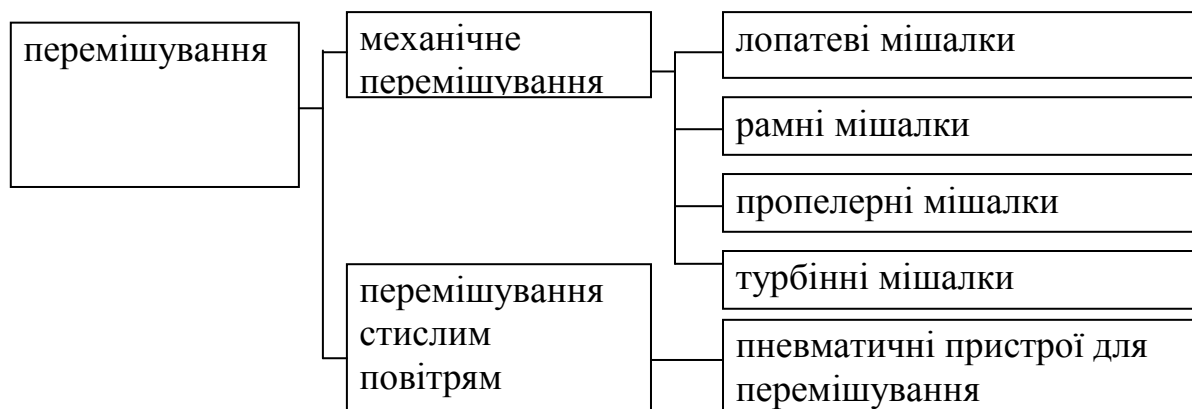 перемішування
механічне
перемішування
лопатеві мішалки
рамні мішалки
пропелерні мішалки
турбінні мішалки
перемішування
стислим
повітрям
пневматичні пристрої для
перемішування